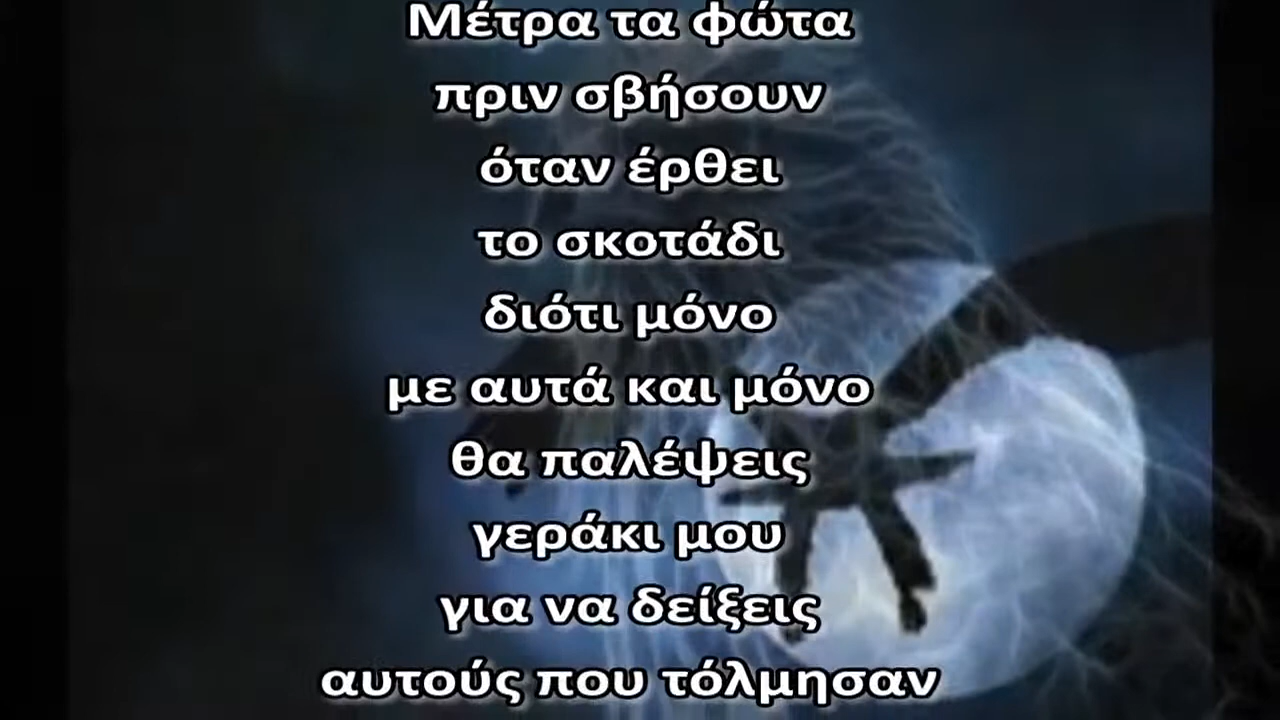 Μέτρα τα φώτα
πριν σβήσουν
όταν έρθει
το σκοτάδι
διότι μόνο
με αυτά και μόνο
θα παλέψεις
γεράκι μου
για να δείξεις
αυτούς που τόλμησαν